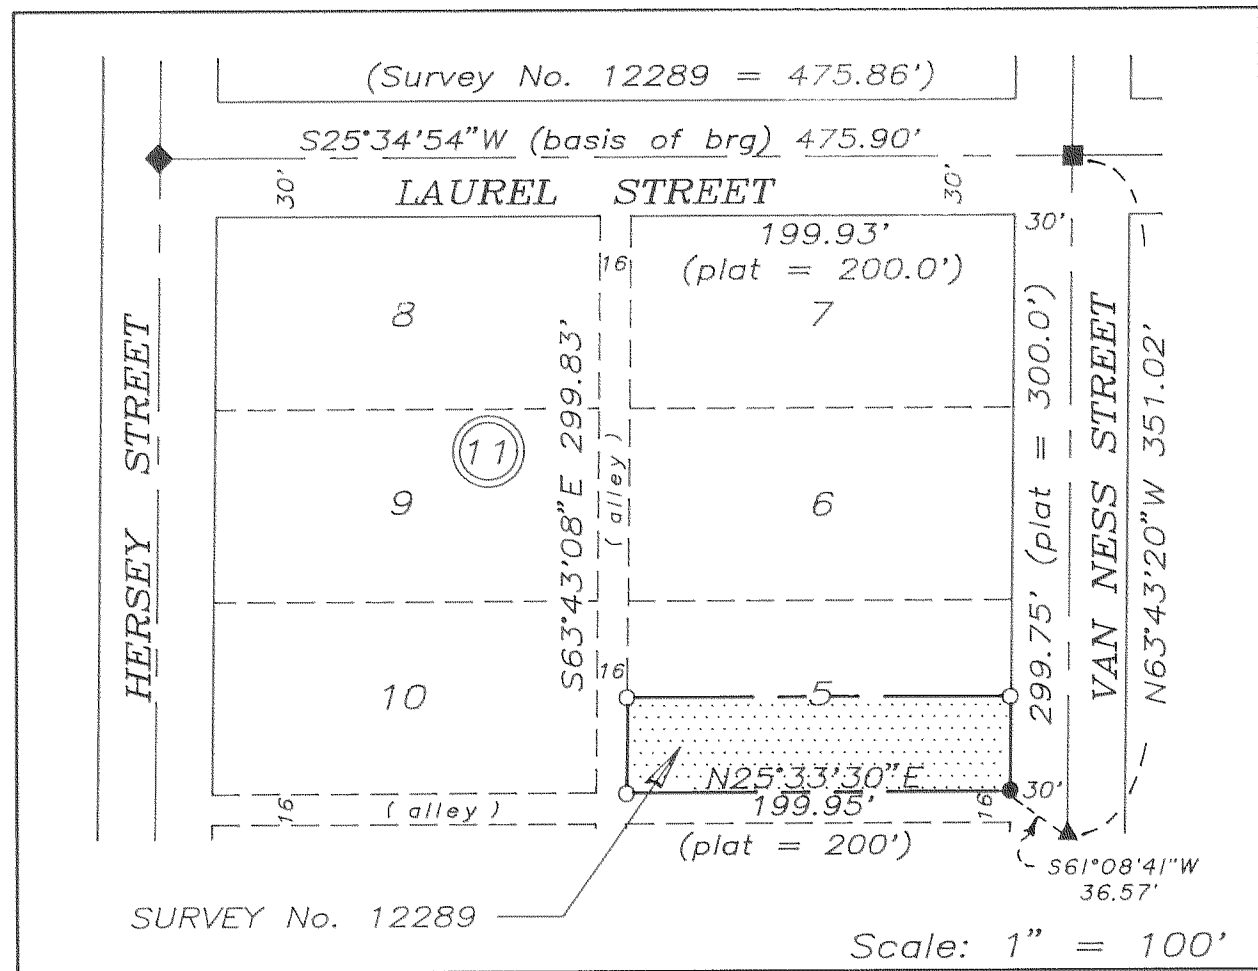 (Survey No. 12289 = 475.86')
S25°34'54"W (basis of brg) 475.90'
30'
LAUREL STREET
30'
30'
199.93'
(plat = 200.0')
16
8
7
HERSEY STREET
S63°43'08"E 299.83'
(alley)
299.75' (plat = 300.0')
VAN NESS STREET
N63°43'20"W 351.02'
11
9
6
16
10
5
N25°33'30"E
199.95'
(plat = 200')
16
30'
16
(alley)
S61°08'41"W
36.57'
SURVEY No. 12289
Scale: 1" = 100'